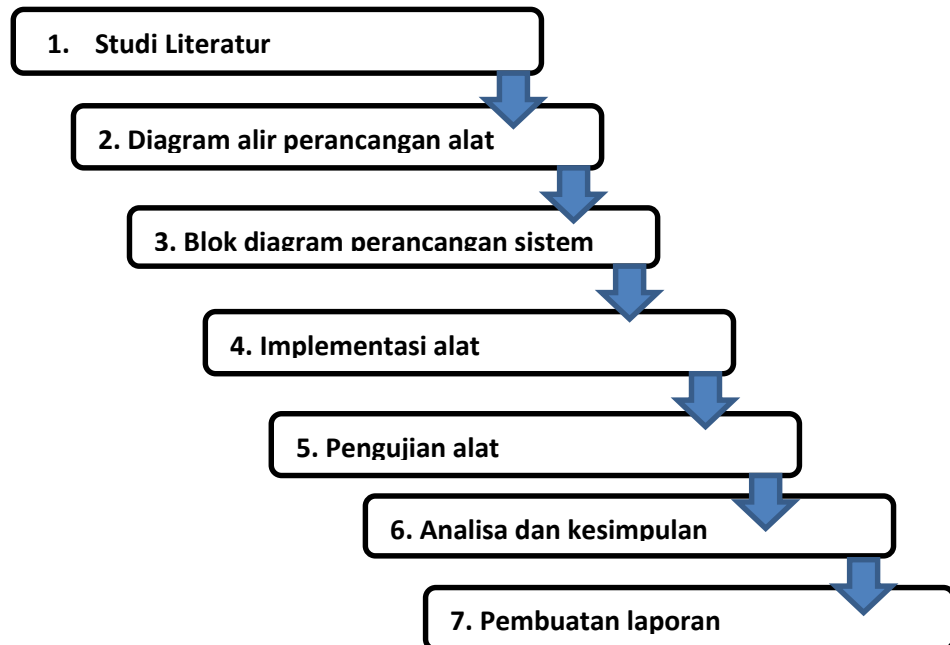 1. Studi Literatur
2. Diagram alir perancangan alat
3. Blok diagram perancangan sistem
4. Implementasi alat
5. Pengujian alat
6. Analisa dan kesimpulan
7. Pembuatan laporan